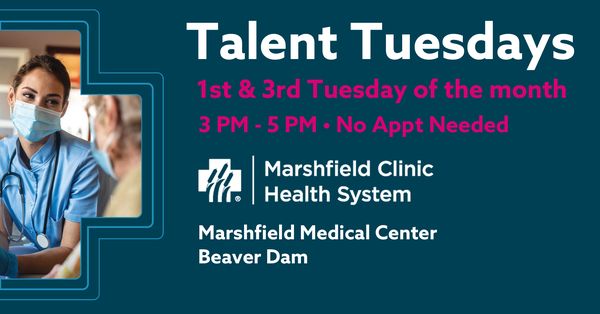 Talent Tuesdays
1st & 3rd Tuesday of the month
3 PM - 5 PM • No Appt Needed
Marshfield Clinic
Health System
®
Marshfield Medical Center
Beaver Dam